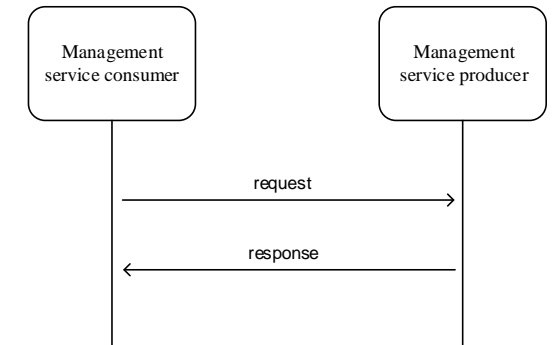 Management
service consumer
Management
service producer
request
response